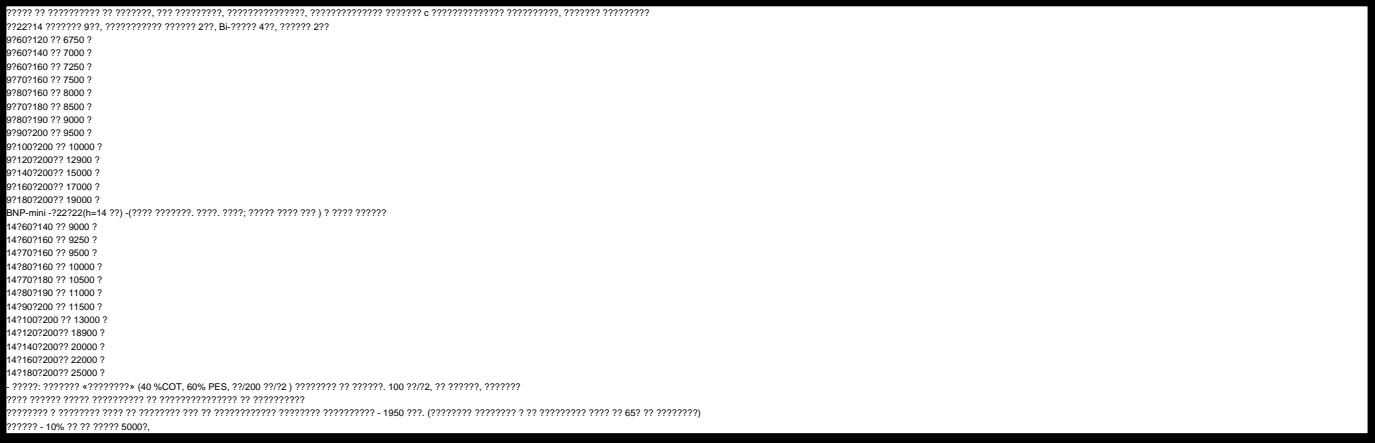 ????? ?? ?????????? ?? ???????, ??? ?????????, ???????????????, ?????????????? ??????? c ?????????????? ??????????, ??????? ?????????
??22?14 ??????? 9??, ??????????? ?????? 2??, Bi-????? 4??, ?????? 2??
9?60?120 ?? 6750 ?
9?60?140 ?? 7000 ?
9?60?160 ?? 7250 ?
9?70?160 ?? 7500 ?
9?80?160 ?? 8000 ?
9?70?180 ?? 8500 ?
9?80?190 ?? 9000 ?
9?90?200 ?? 9500 ?
9?100?200 ?? 10000 ?
9?120?200?? 12900 ?
9?140?200?? 15000 ?
9?160?200?? 17000 ?
9?180?200?? 19000 ?
BNP-mini -?22?22(h=14 ??) -(???? ???????. ????. ????; ????? ???? ??? ) ? ???? ??????
14?60?140 ?? 9000 ?
14?60?160 ?? 9250 ?
14?70?160 ?? 9500 ?
14?80?160 ?? 10000 ?
14?70?180 ?? 10500 ?
14?80?190 ?? 11000 ?
14?90?200 ?? 11500 ?
14?100?200 ?? 13000 ?
14?120?200?? 18900 ?
14?140?200?? 20000 ?
14?160?200?? 22000 ?
14?180?200?? 25000 ?
- ?????: ??????? «????????» (40 %COT, 60% PES, ??/200 ??/?2 ) ???????? ?? ??????. 100 ??/?2, ?? ??????, ???????
???? ?????? ????? ?????????? ?? ??????????????? ?? ??????????
???????? ? ???????? ???? ?? ???????? ??? ?? ???????????? ???????? ?????????? - 1950 ???. (???????? ???????? ? ?? ????????? ???? ?? 65? ?? ????????)
?????? - 10% ?? ?? ????? 5000?,